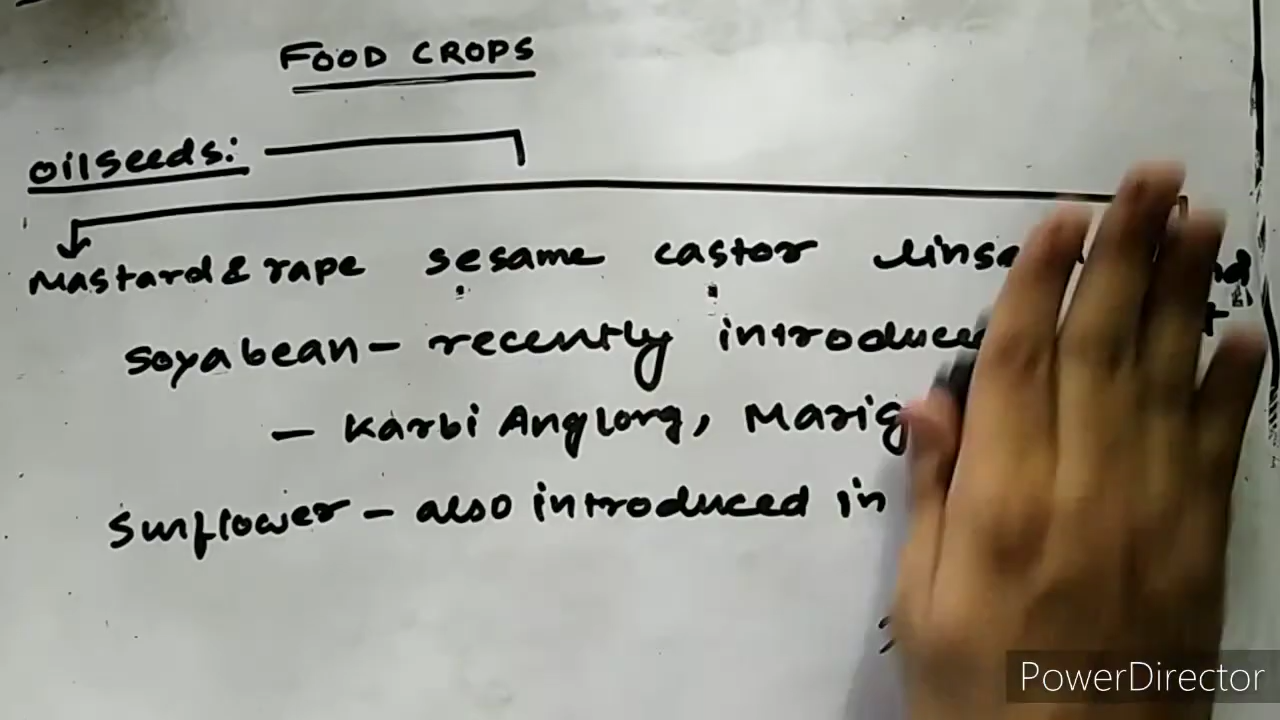 FOOD CROPS
oilseeds:
Mastard & rape sesame castor
soyabean - recently
- Karbi Anglong,
Sunflower - also introduced in
PowerDirector